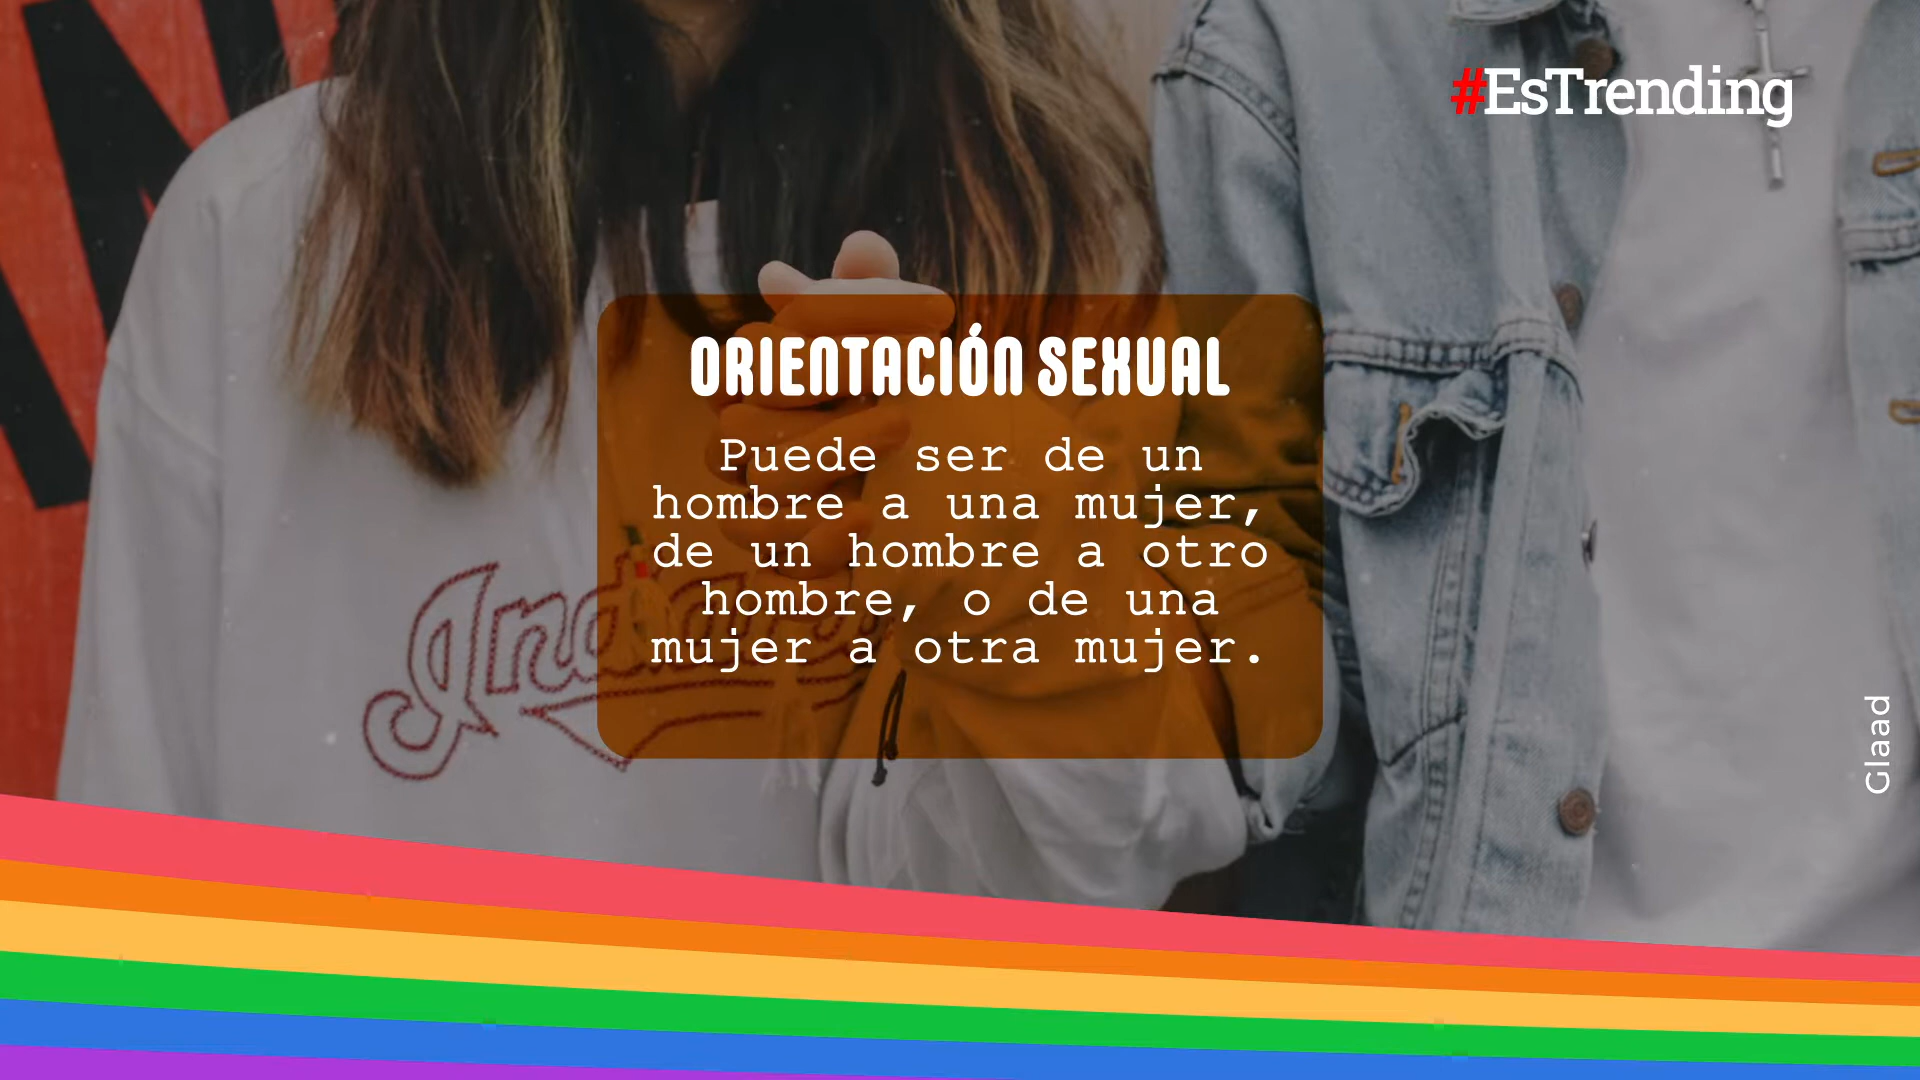 #EsTrending
ORIENTACIÓN SEXUAL
Puede ser de un
hombre a una mujer,
de un hombre a otro
hombre, o de una
mujer a otra mujer.
Glaad